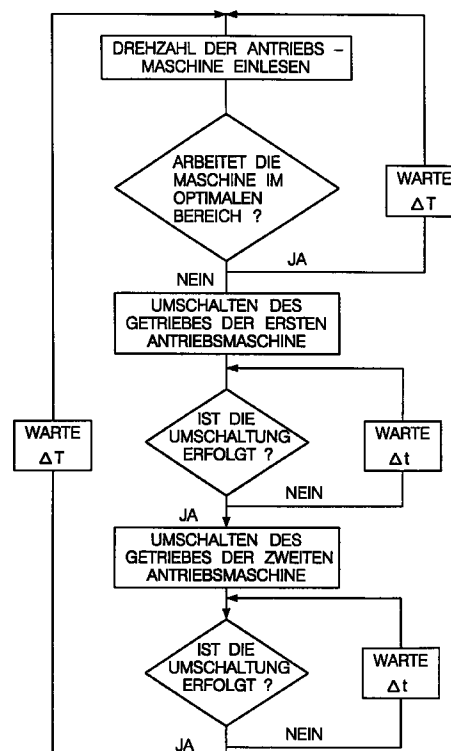 DREHZAHL DER ANTRIEBS –
MASCHINE EINLESEN
ARBEITET DIE
MASCHINE IM
OPTIMALEN
BEREICH ?
WARTE
ΔT
JA
NEIN
UMSCHALTEN DES
GETRIEBES DER ERSTEN
ANTRIEBSMASCHINE
IST DIE
UMSCHALTUNG
ERFOLGT ?
WARTE
Δt
WARTE
ΔT
NEIN
JA
UMSCHALTEN DES
GETRIEBES DER ZWEITEN
ANTRIEBSMASCHINE
IST DIE
UMSCHALTUNG
ERFOLGT ?
WARTE
Δt
NEIN
JA